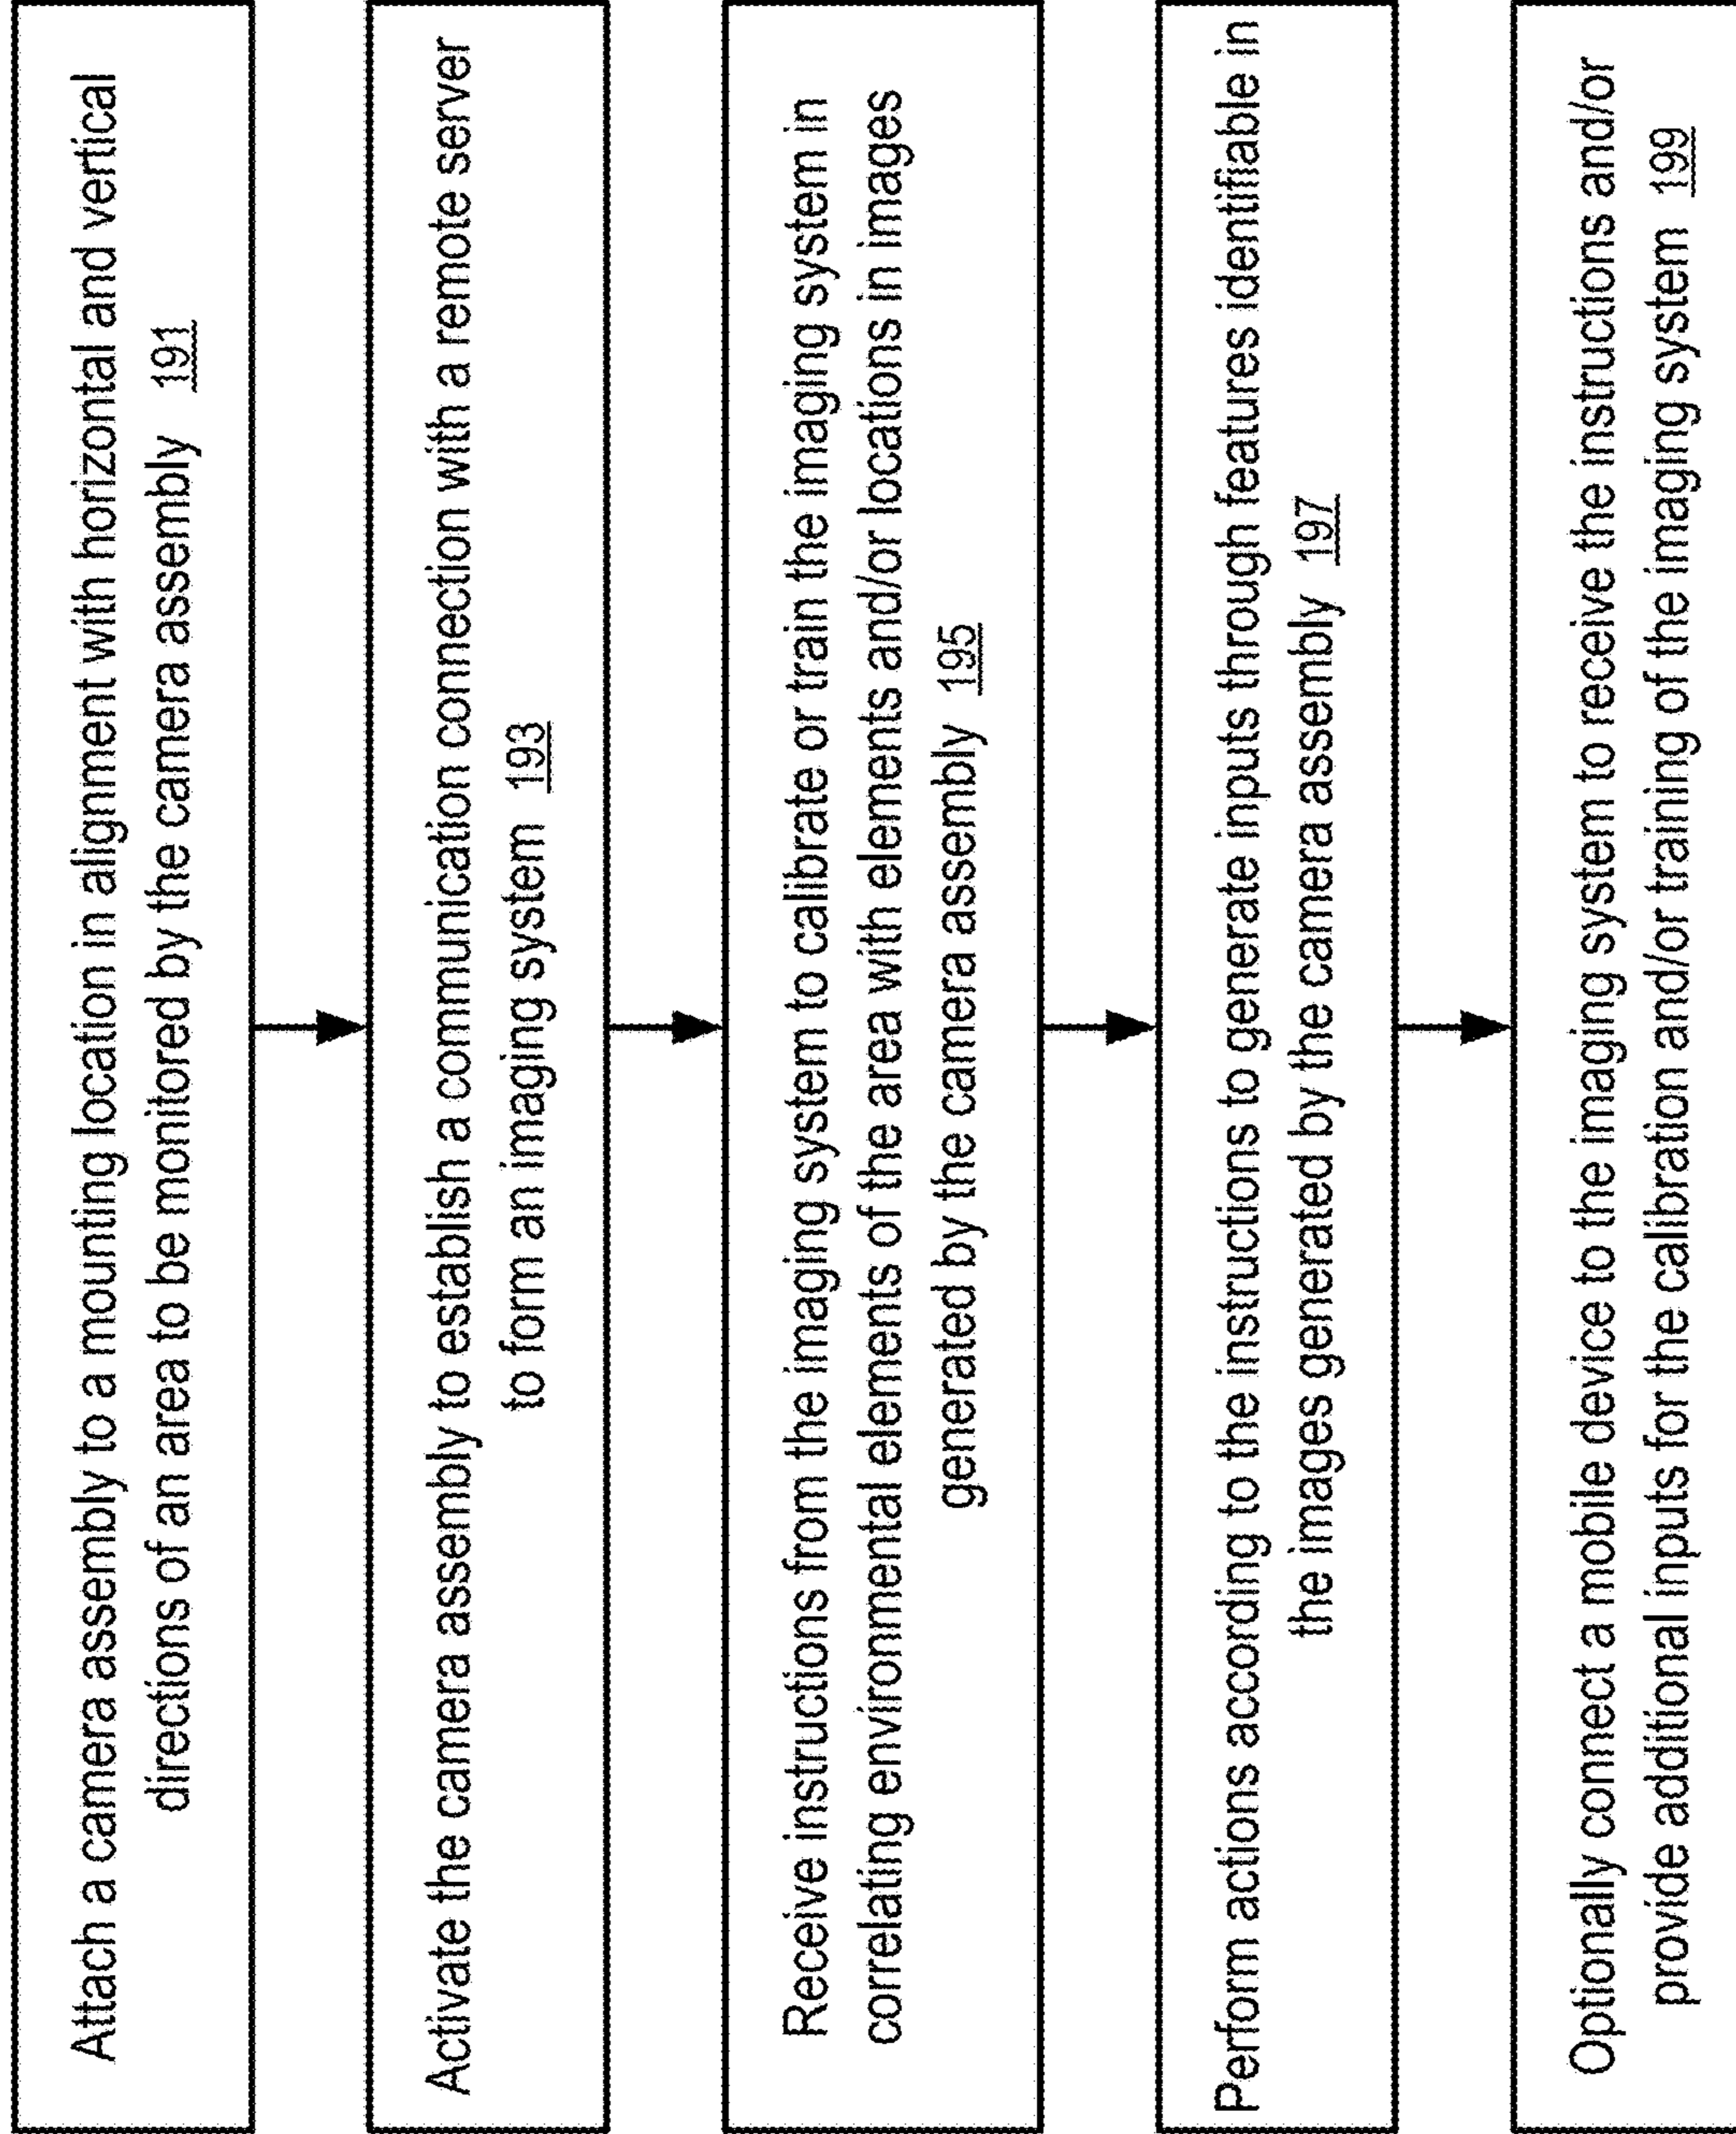 Attach a camera assembly to a mounting location in alignment with horizontal and vertical
directions of an area to be monitored by the camera assembly 191
Activate the camera assembly to establish a communication connection with a remote server
to form an imaging system 193
Receive instructions from the imaging system to calibrate or train the imaging system in
correlating environmental elements of the area with elements and/or locations in images
generated by the camera assembly 195
Perform actions according to the instructions to generate inputs through features identifiable in
the images generated by the camera assembly 197
Optionally connect a mobile device to the imaging system to receive the instructions and/or
provide additional inputs for the calibration and/or training of the imaging system 199